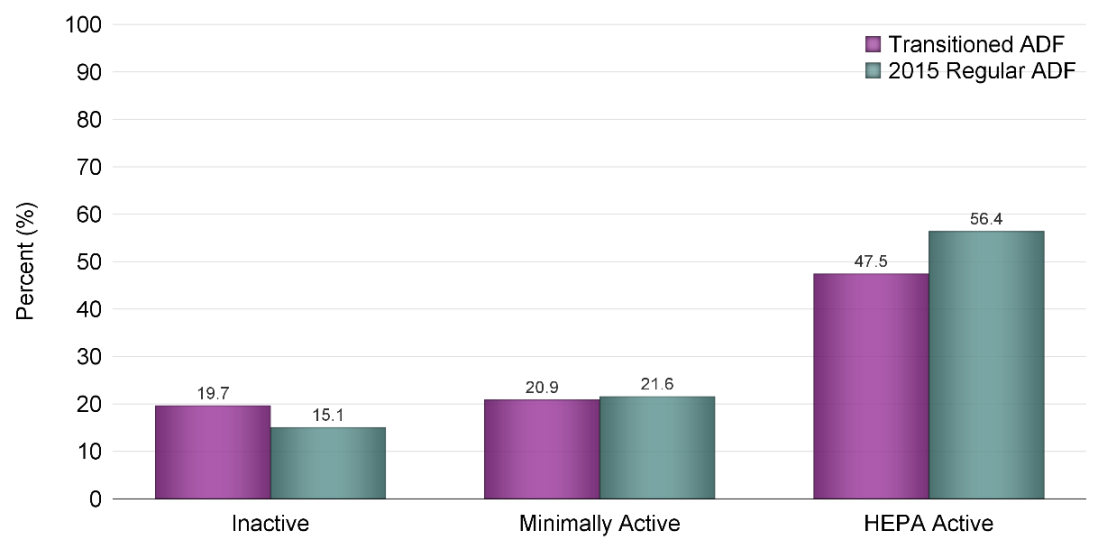 100
90
80
70
60
50
40
30
20
10
0
Percent (%)
Transitioned ADF
2015 Regular ADF
19.7
15.1
20.9
21.6
47.5
56.4
Inactive
Minimally Active
HEPA Active